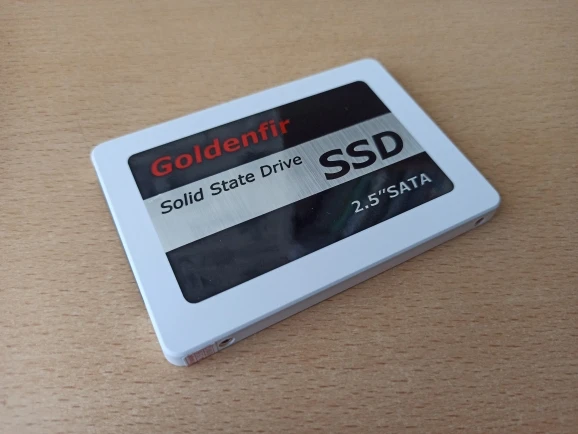 Goldenfir
Solid State Drive SSD
2.5"SATA